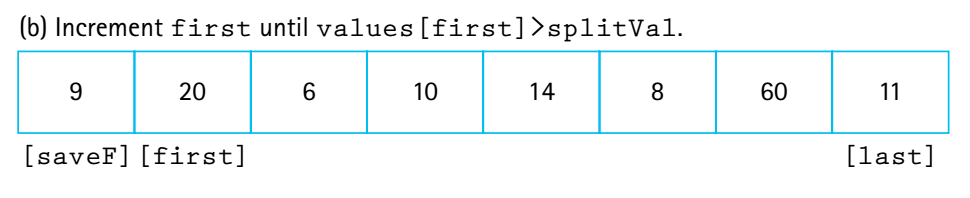 (b) Increment first until values[first]>splitVal.
9 20 6 10 14 8 60 11
[saveF] [first] [last]